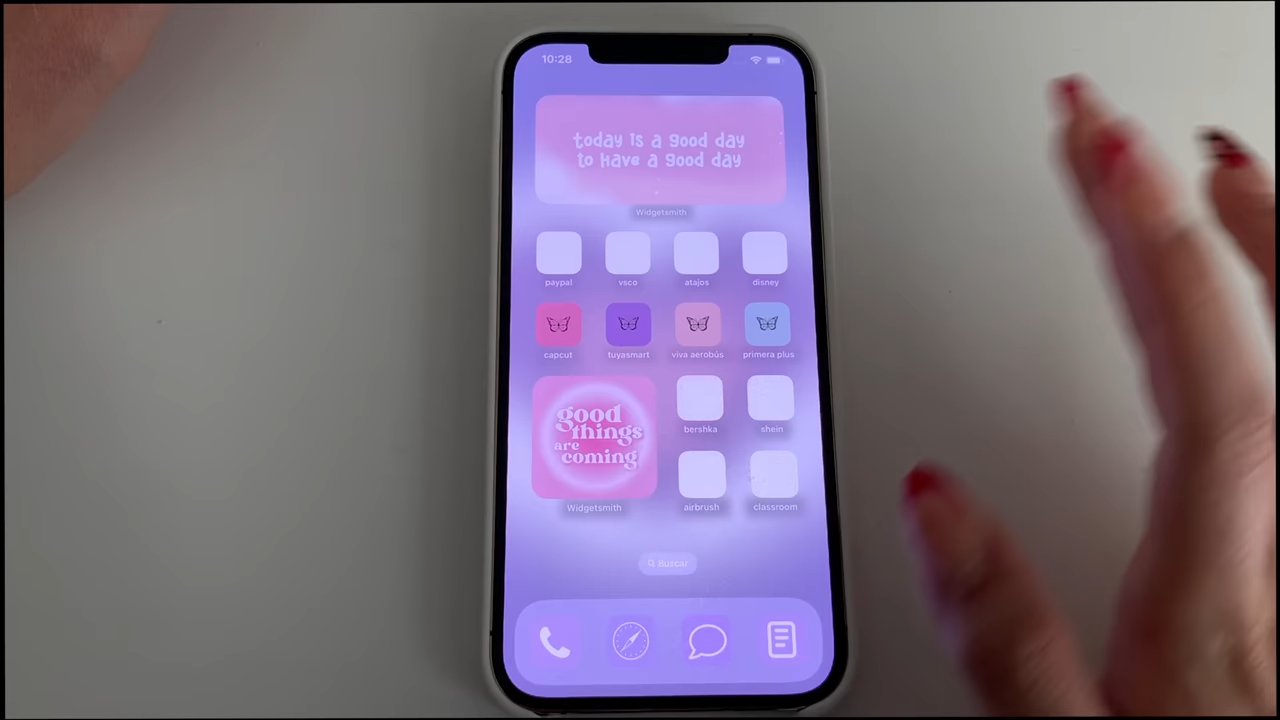 10:28
today is a good day
to have a good day
Widgetsmith
paypal vsco atajos disney
capcut tuyasmart viva aerobús primera plus
good
things
are
coming
bershka shein
Widgetsmith airbrush classroom
Buscar